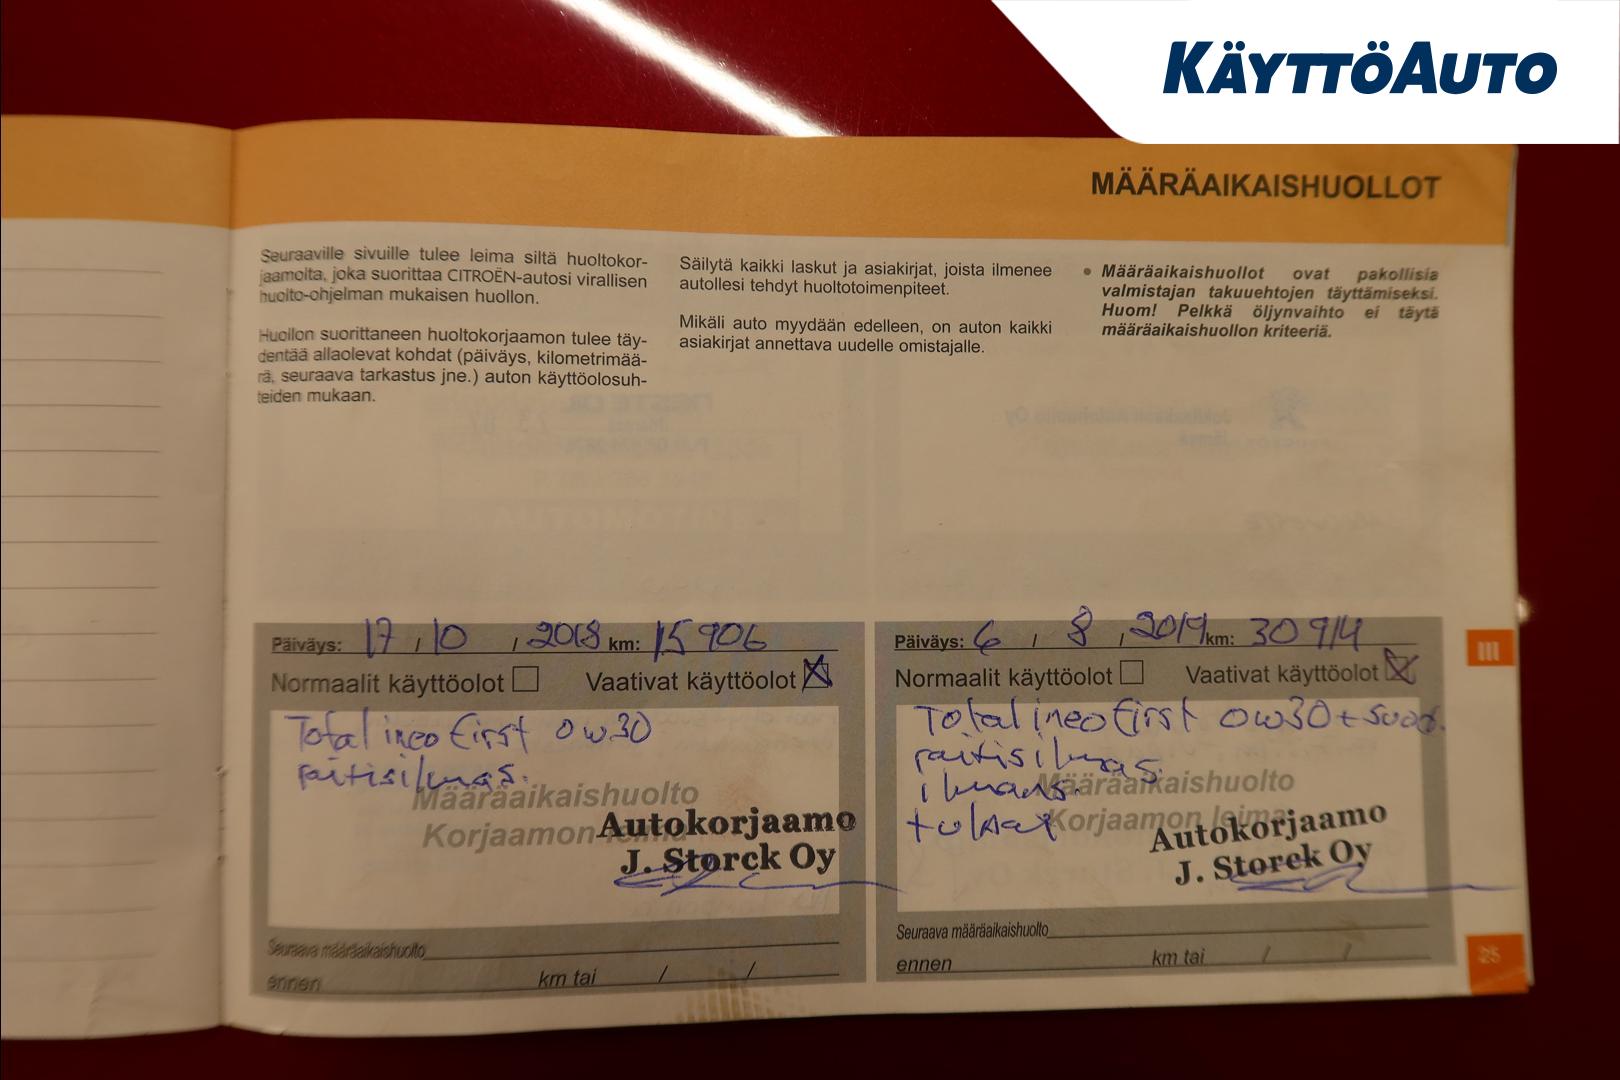 KÄYTTÖAUTO
MÄÄRÄAIKAISHUOLLOT
Seuraaville sivuille tulee leima siltä huoltokor-
jaamolta, joka suorittaa CITROËN-autosi virallisen
huolto-ohjelman mukaisen huollon.
Huollon suorittaneen huoltokorjaamon tulee täy-
dentää allaolevat kohdat (päiväys, kilometrimää-
rä, seuraava tarkastus jne.) auton käyttöolosuh-
teiden mukaan.
Säilytä kaikki laskut ja asiakirjat, joista ilmenee
autollesi tehdyt huoltotoimenpiteet.
Mikäli auto myydään edelleen, on auton kaikki
asiakirjat annettava uudelle omistajalle.
• Määräaikaishuollot ovat pakollisia
valmistajan takuuehtojen täyttämiseksi.
Huom! Pelkkä öljynvaihto ei täytä
määräaikaishuollon kriteeriä.
Päiväys: 17 / 10 / 2018 km: 15906
Normaalit käyttöolot Vaativat käyttöolot
Total ineo first 0w30
raitisilmas.
Määräaikaishuolto
Korjaamon leima
Autokorjaamo
J. Storck Oy
Seuraava määräaikaishuolto
ennen km tai / /
Päiväys: 6 / 8 / 2019 km: 30914
Normaalit käyttöolot Vaativat käyttöolot
Total ineo first 0w30 + suod.
raitisilmas.
ilmans.
tulpat
Määräaikaishuolto
Korjaamon leima
Autokorjaamo
J. Storck Oy
Seuraava määräaikaishuolto
ennen km tai / /
III
25